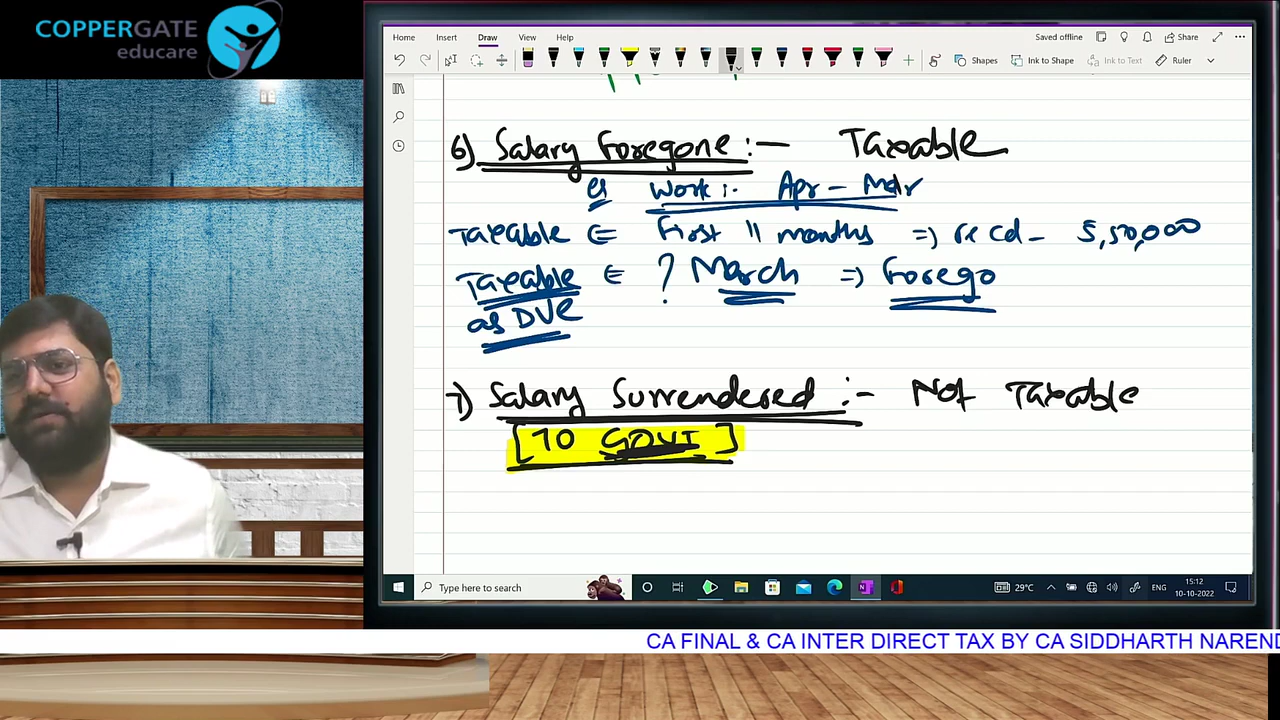 COPPERGATE
educare
Home Insert Draw View Help
Saved offline Share
Shapes Ink to Shape Ink to Text Ruler
6) Salary Foregone :- Taxable
eg Work :- Apr - Mar
Taxable ⇐ First 11 months ⇒ recd - 5,50,000
Taxable ⇐ ? March ⇒ Forego
as DVE
7) Salary Surrendered :- Not Taxable
[TO GOVT]
Type here to search
29°C ENG 15:12
10-10-2022
CA FINAL & CA INTER DIRECT TAX BY CA SIDDHARTH NAREND